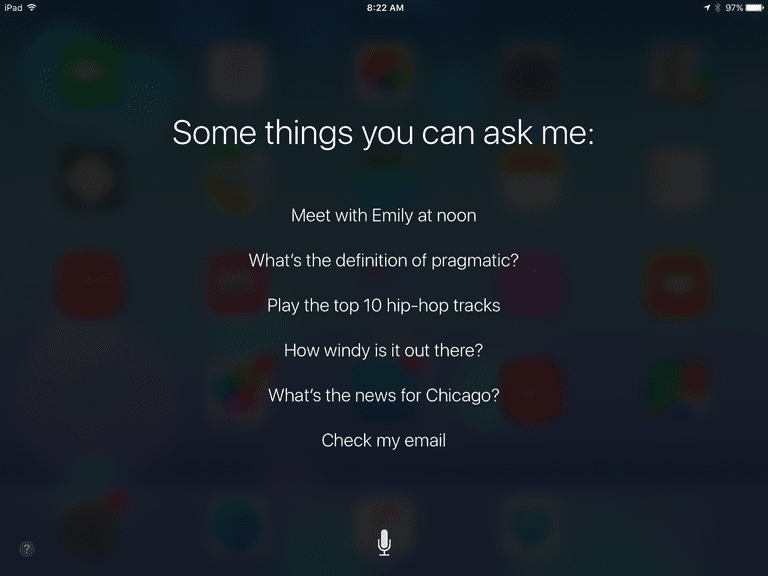 iPad 8:22 AM 97%
Some things you can ask me:
Meet with Emily at noon
What's the definition of pragmatic?
Play the top 10 hip-hop tracks
How windy is it out there?
What's the news for Chicago?
Check my email
?